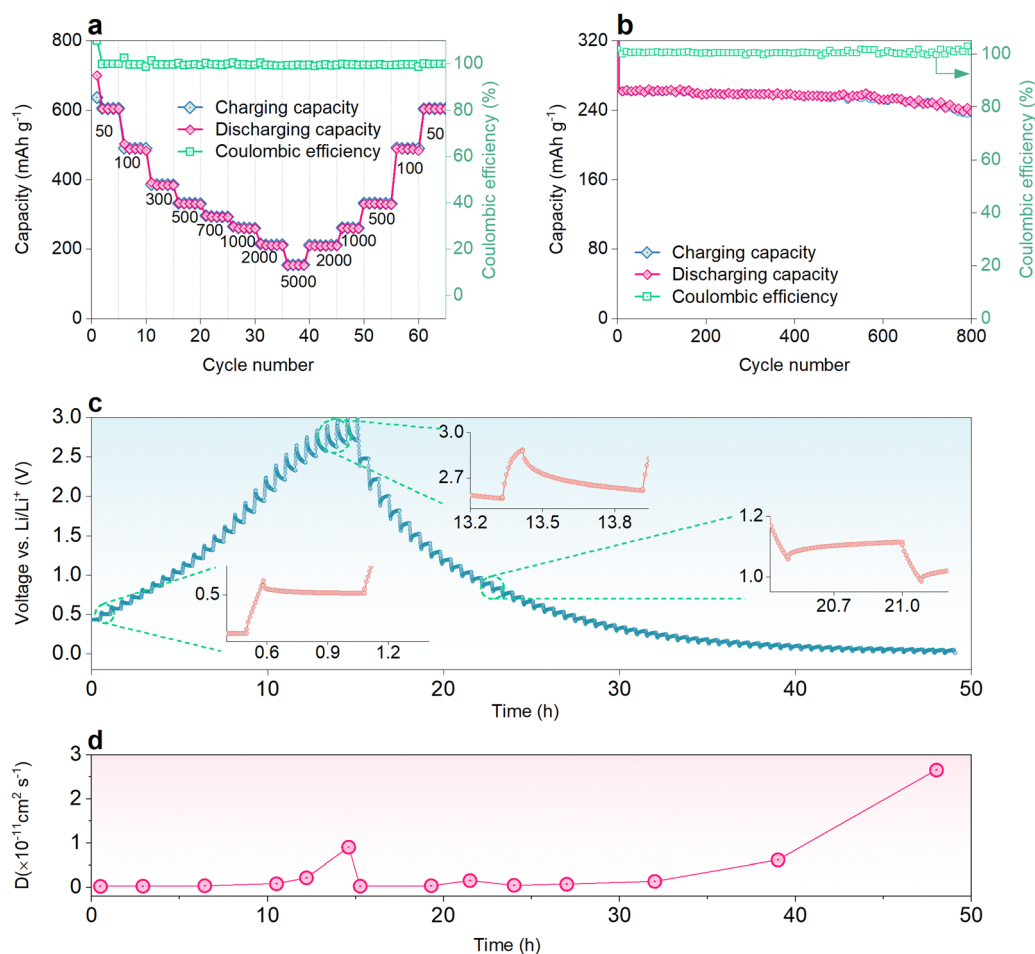 a
800
600
400
200
0
Capacity (mAh g⁻¹)
0 10 20 30 40 50 60
Cycle number
100
80
60
40
20
0
Coulombic efficiency (%)
Charging capacity
Discharging capacity
Coulombic efficiency
50
100
300
500
700
1000
2000
5000
2000
1000
500
100
50
b
320
240
160
80
0
Capacity (mAh g⁻¹)
0 200 400 600 800
Cycle number
100
80
60
40
20
0
Coulombic efficiency (%)
Charging capacity
Discharging capacity
Coulombic efficiency
c
3.0
2.5
2.0
1.5
1.0
0.5
0.0
Voltage vs. Li/Li⁺ (V)
0 10 20 30 40 50
Time (h)
3.0
2.7
13.2 13.5 13.8
1.2
1.0
20.7 21.0
0.5
0.6 0.9 1.2
d
3
2
1
0
D(×10⁻¹¹cm² s⁻¹)
0 10 20 30 40 50
Time (h)